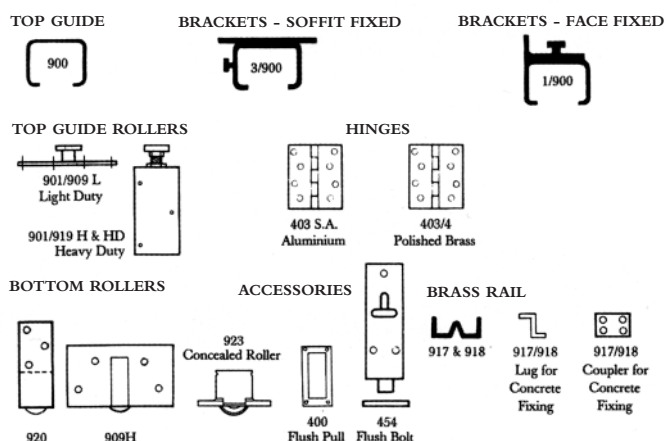 TOP GUIDE
BRACKETS - SOFFIT FIXED
BRACKETS - FACE FIXED
900
3/900
1/900
TOP GUIDE ROLLERS
HINGES
901/909 L
Light Duty
901/919 H & HD
Heavy Duty
403 S.A.
Aluminium
403/4
Polished Brass
BOTTOM ROLLERS
ACCESSORIES
BRASS RAIL
920
909H
923
Concealed Roller
400
Flush Pull
454
Flush Bolt
917 & 918
917/918
Lug for
Concrete
Fixing
917/918
Coupler for
Concrete
Fixing